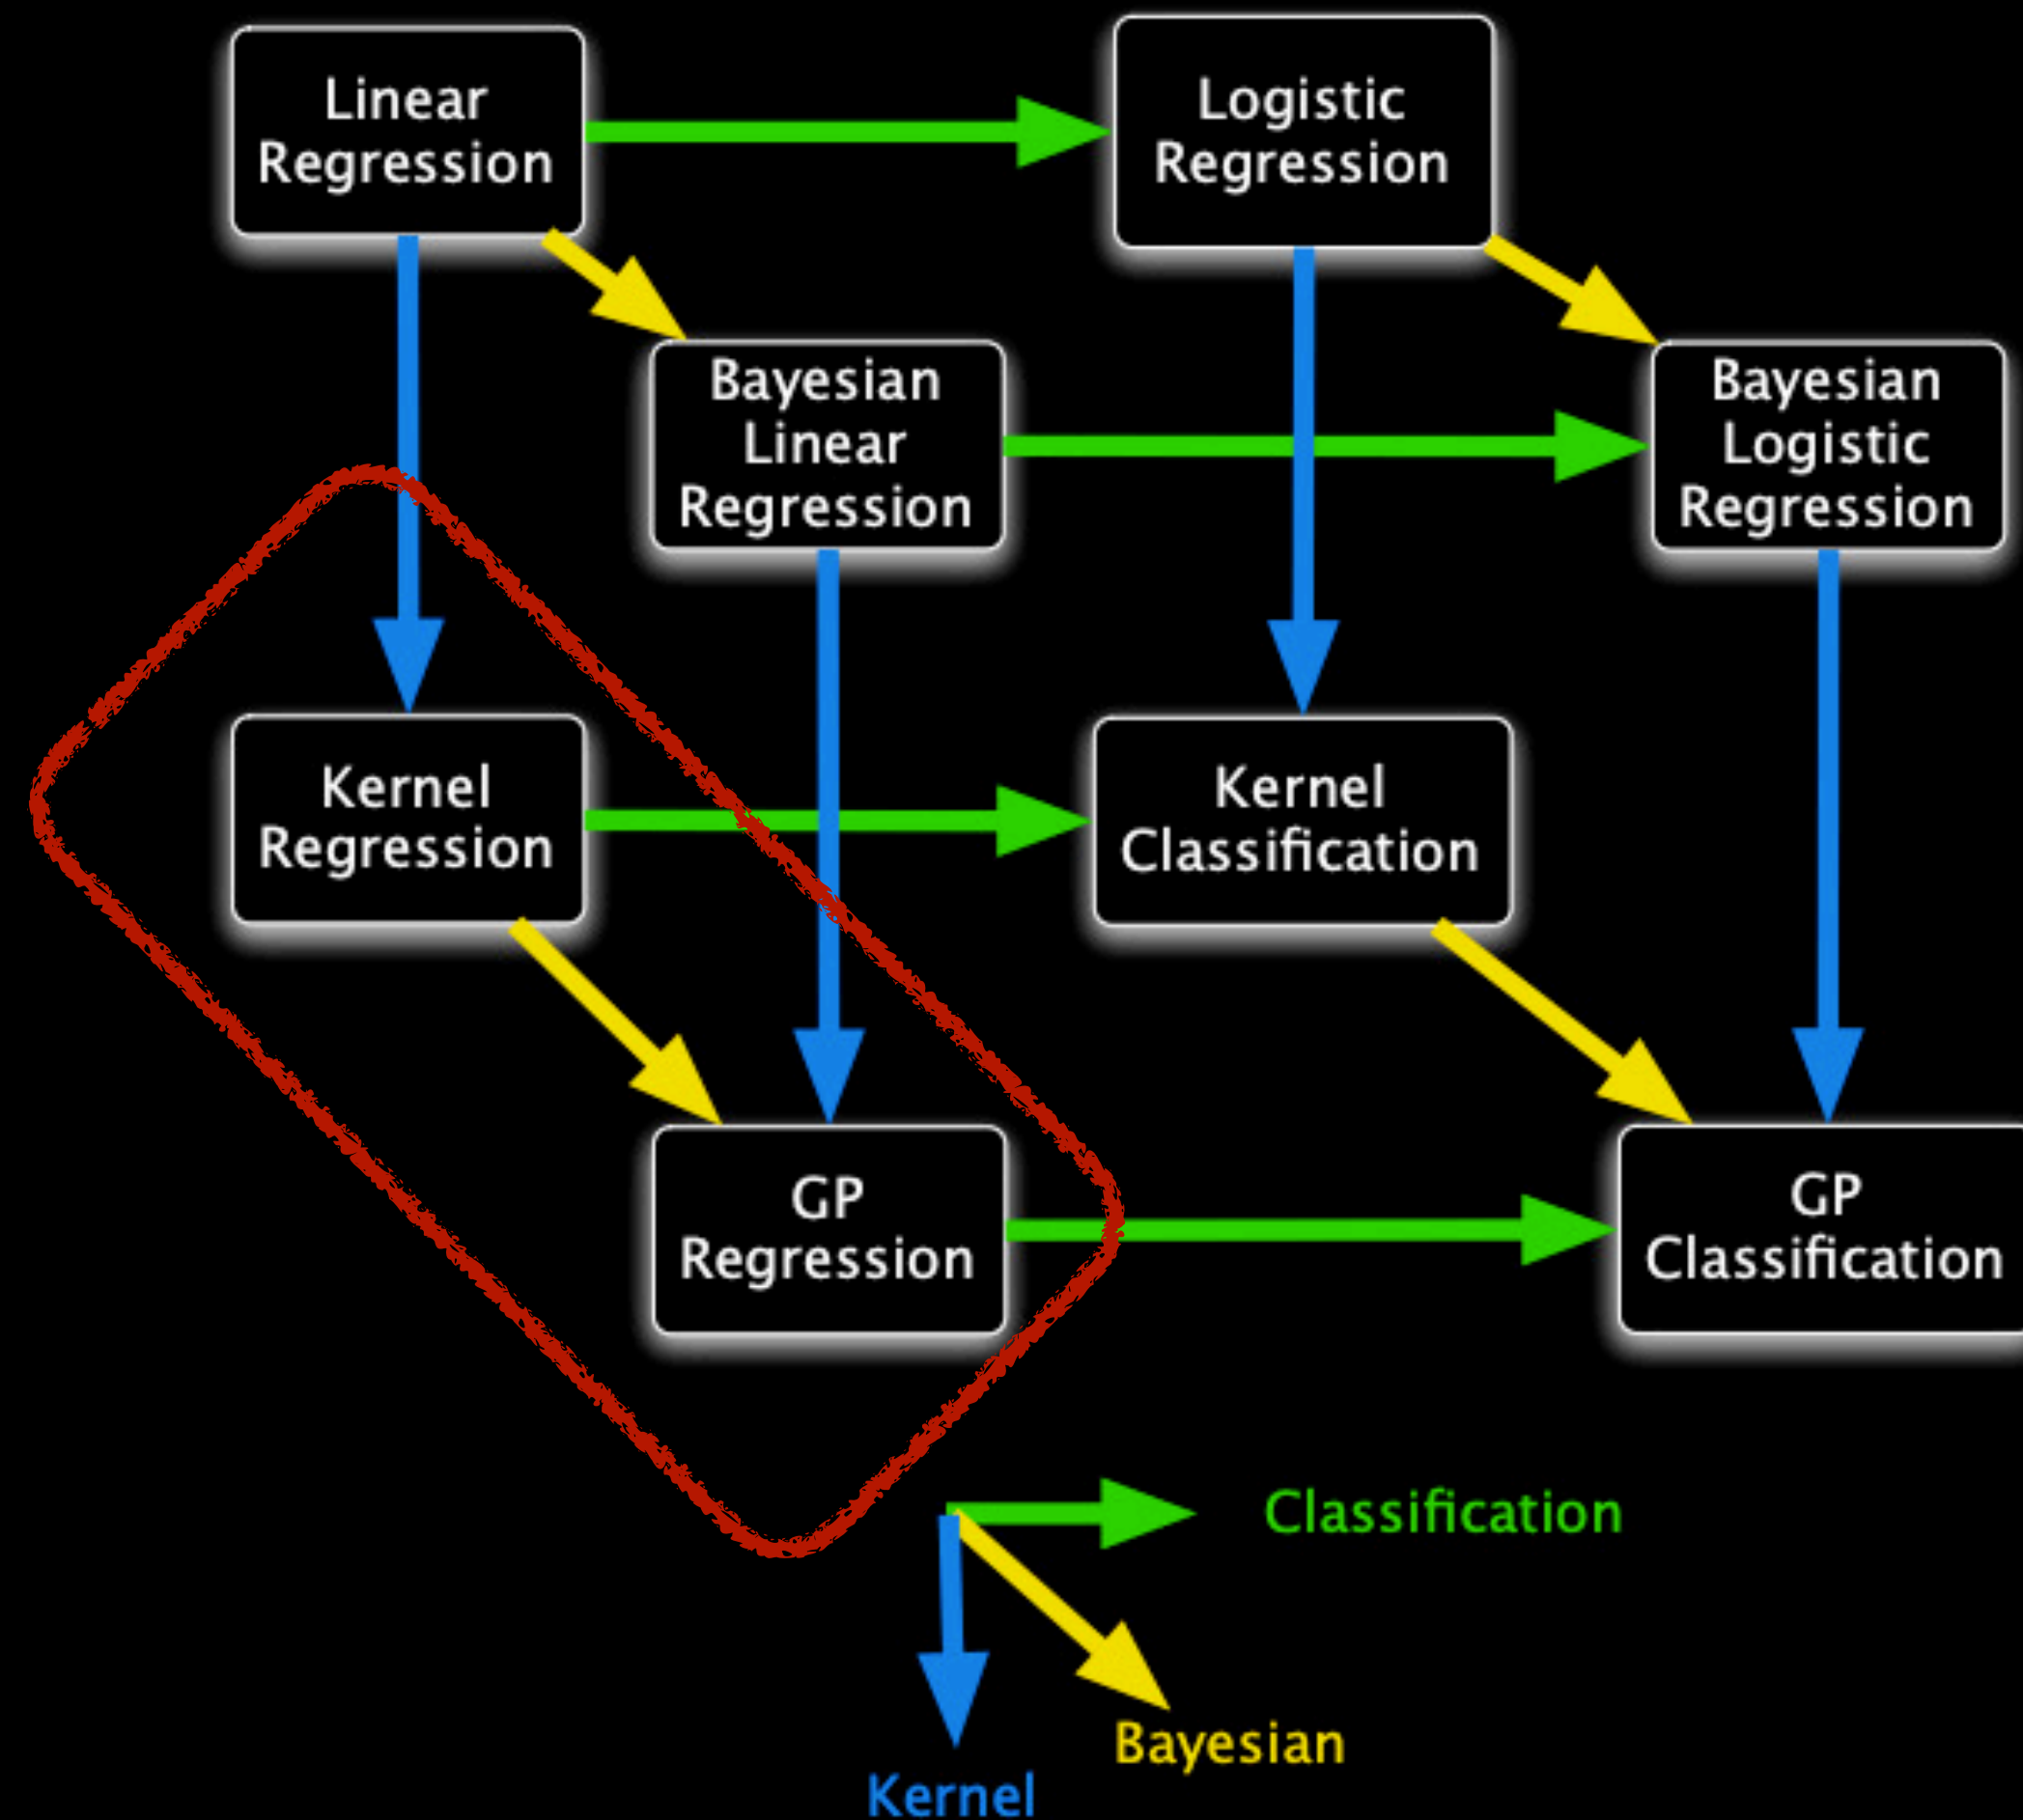 Linear
Regression
Logistic
Regression
Bayesian
Linear
Regression
Bayesian
Logistic
Regression
Kernel
Regression
Kernel
Classification
GP
Regression
GP
Classification
Classification
Bayesian
Kernel